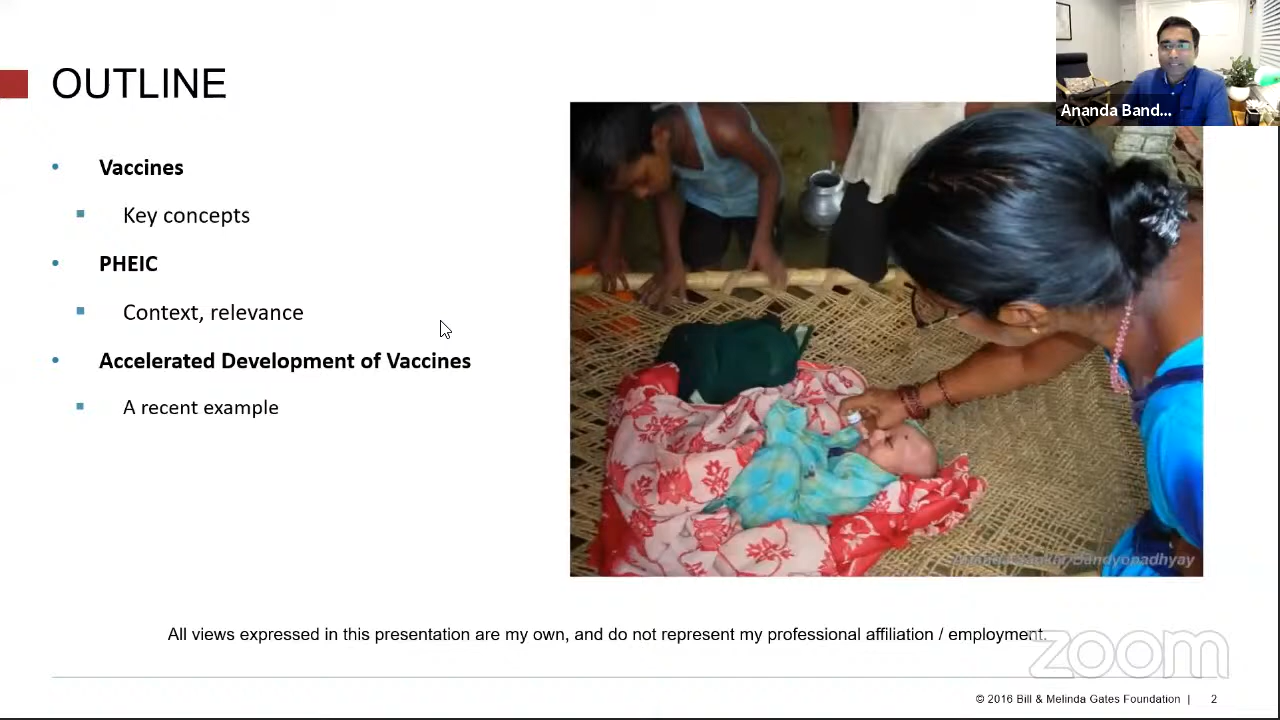 OUTLINE
Ananda Band...
• Vaccines
▪ Key concepts
• PHEIC
▪ Context, relevance
• Accelerated Development of Vaccines
▪ A recent example
Bandyopadhyay
All views expressed in this presentation are my own, and do not represent my professional affiliation / employment.
zoom
© 2016 Bill & Melinda Gates Foundation | 2